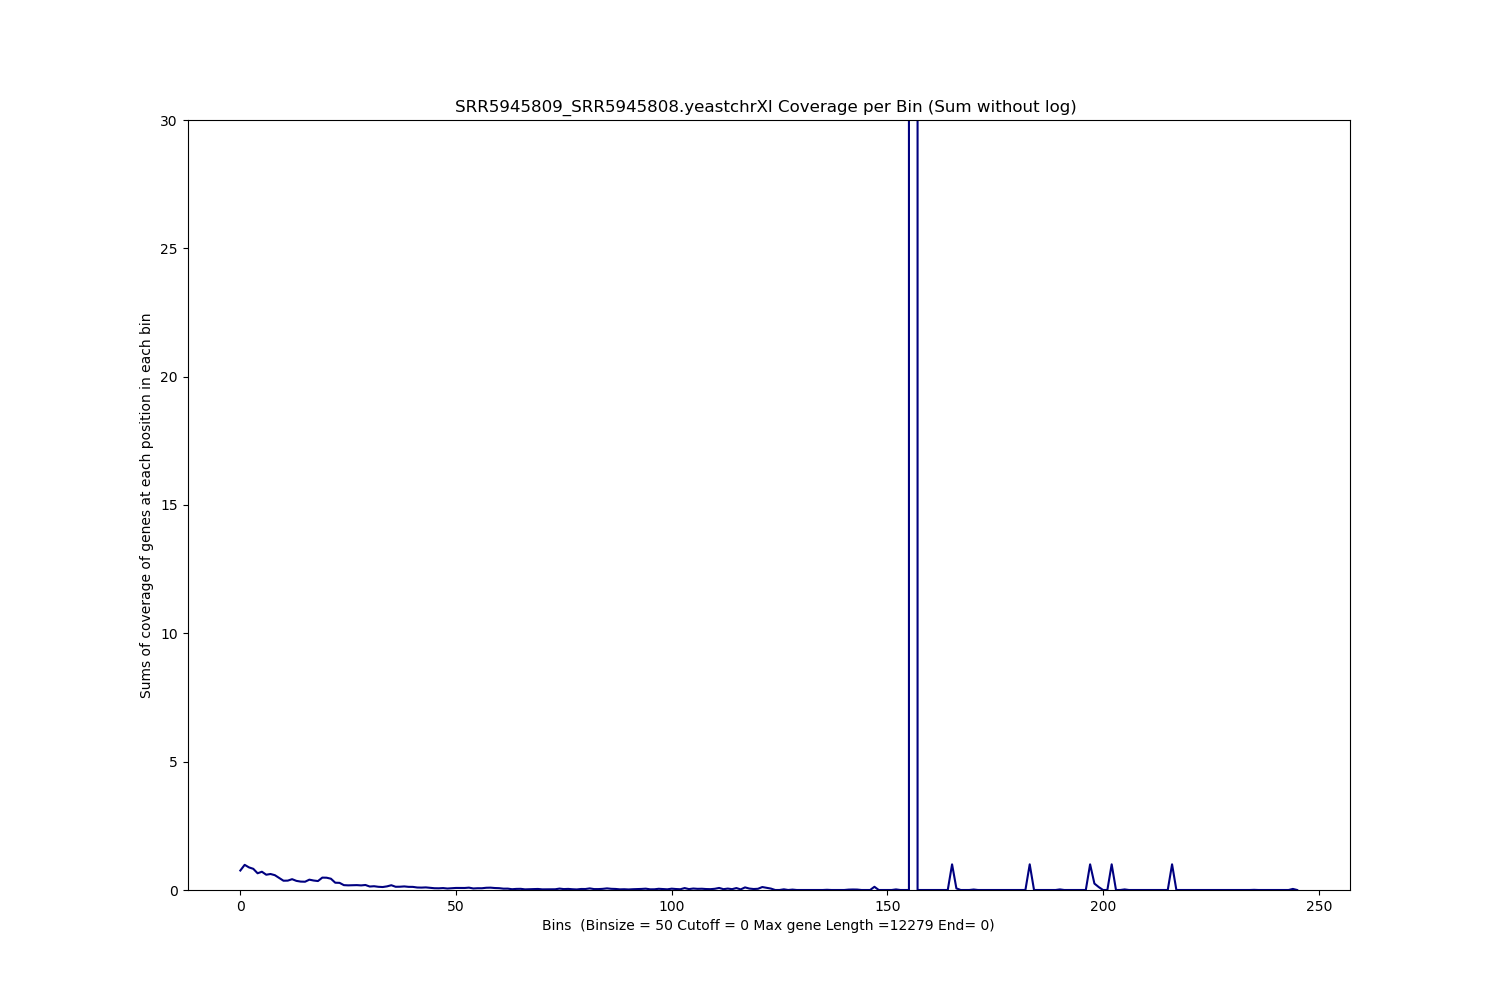 SRR5945809_SRR5945808.yeastchrXI Coverage per Bin (Sum without log)
30
25
20
15
10
5
0
Sums of coverage of genes at each position in each bin
0 50 100 150 200 250
Bins  (Binsize = 50 Cutoff = 0 Max gene Length =12279 End= 0)